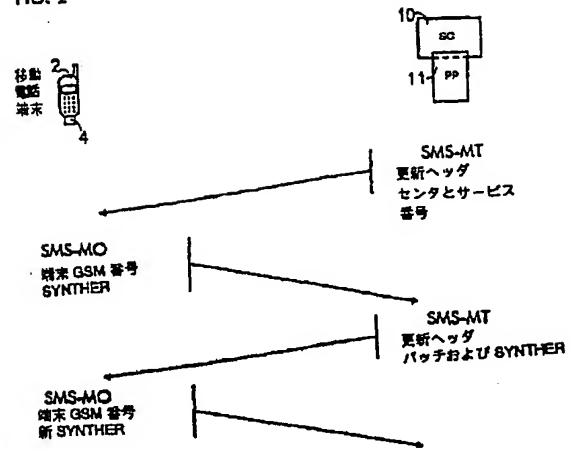 10
SC
11
PP
移動
電話
端末
2
4
SMS-MT
更新ヘッダ
センタとサービス
番号
SMS-MO
端末 GSM 番号
SYNTHER
SMS-MT
更新ヘッダ
パッチおよび SYNTHER
SMS-MO
端末 GSM 番号
新 SYNTHER